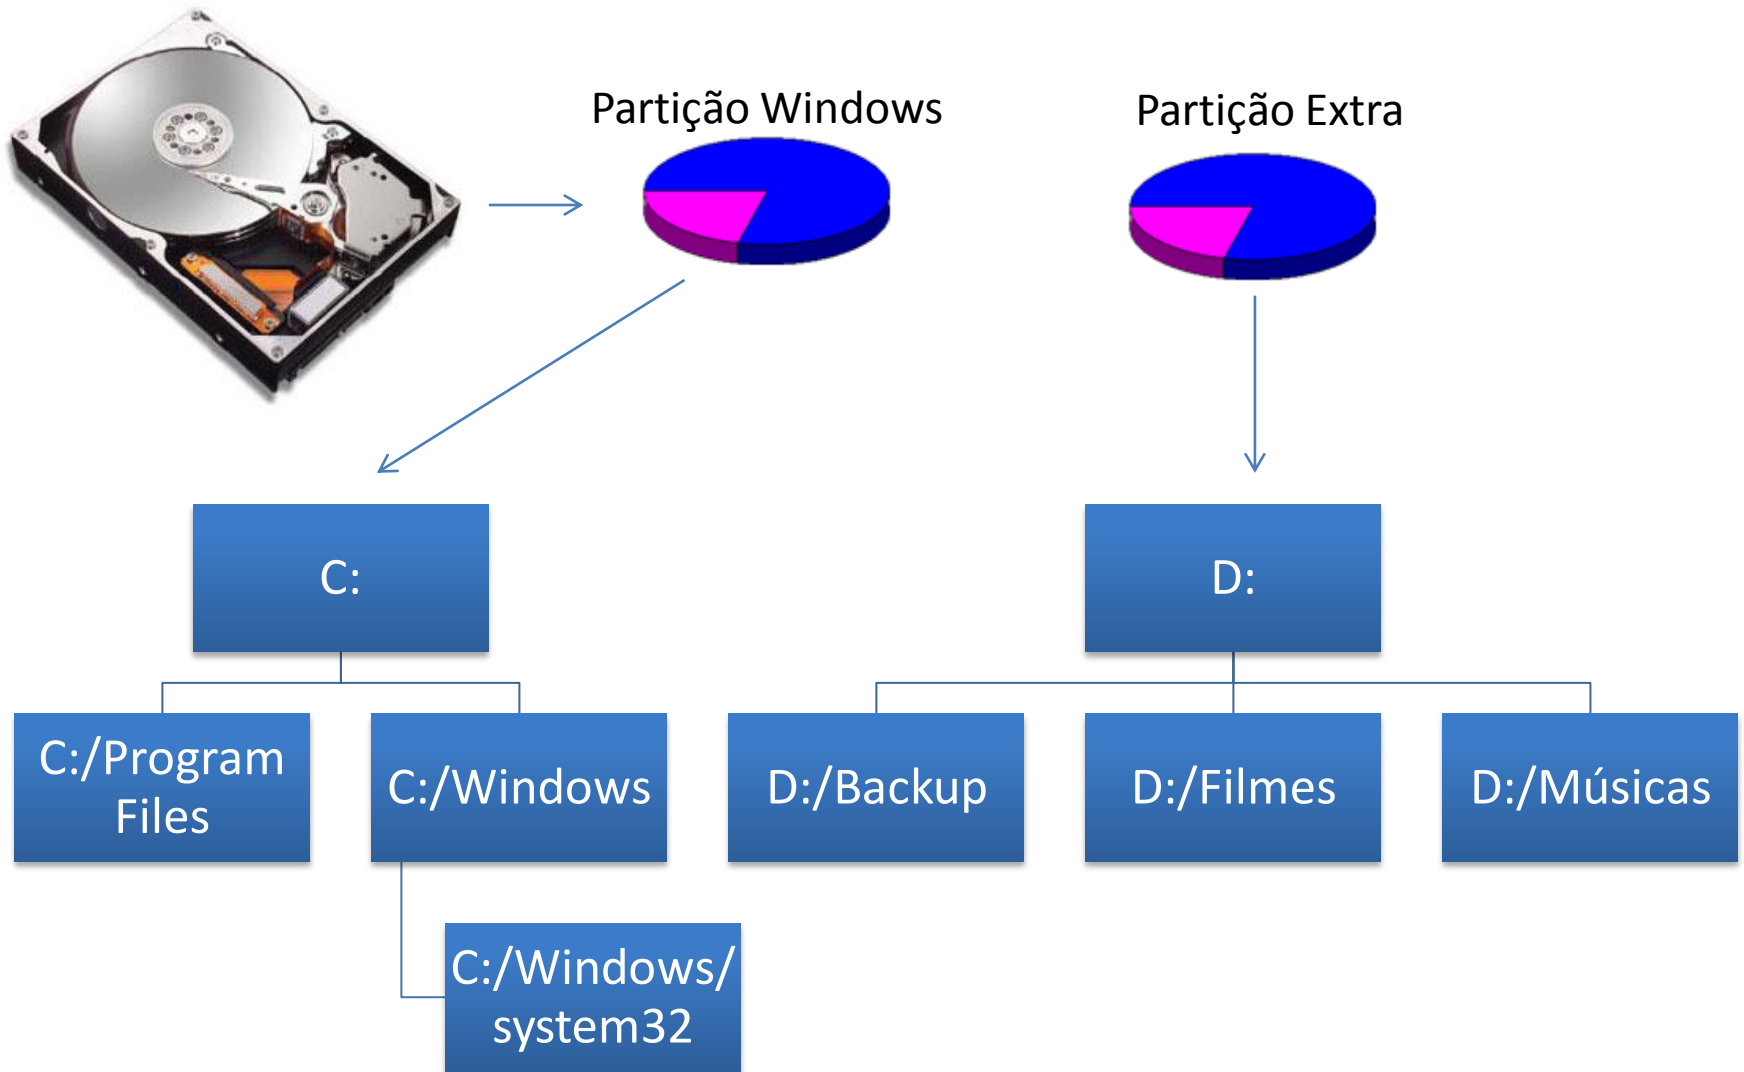 Partição Windows
Partição Extra
C:
D:
C:/Program
Files
C:/Windows
D:/Backup
D:/Filmes
D:/Músicas
C:/Windows/
system32